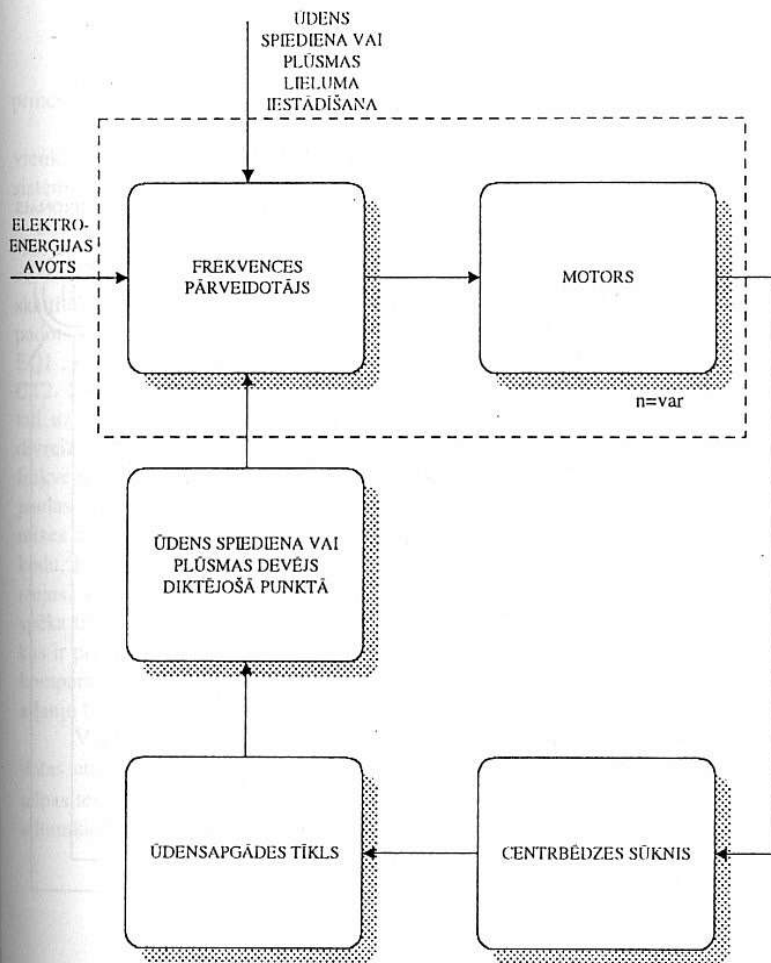 ŪDENS
SPIEDIENA VAI
PLŪSMAS
LIELUMA
IESTĀDĪŠANA
ELEKTRO-
ENERĢIJAS
AVOTS
FREKVENCES
PĀRVEIDOTĀJS
MOTORS
n=var
ŪDENS SPIEDIENA VAI
PLŪSMAS DEVĒJS
DIKTĒJOŠĀ PUNKTĀ
ŪDENSAPGĀDES TĪKLS
CENTRBĒDZES SŪKNIS